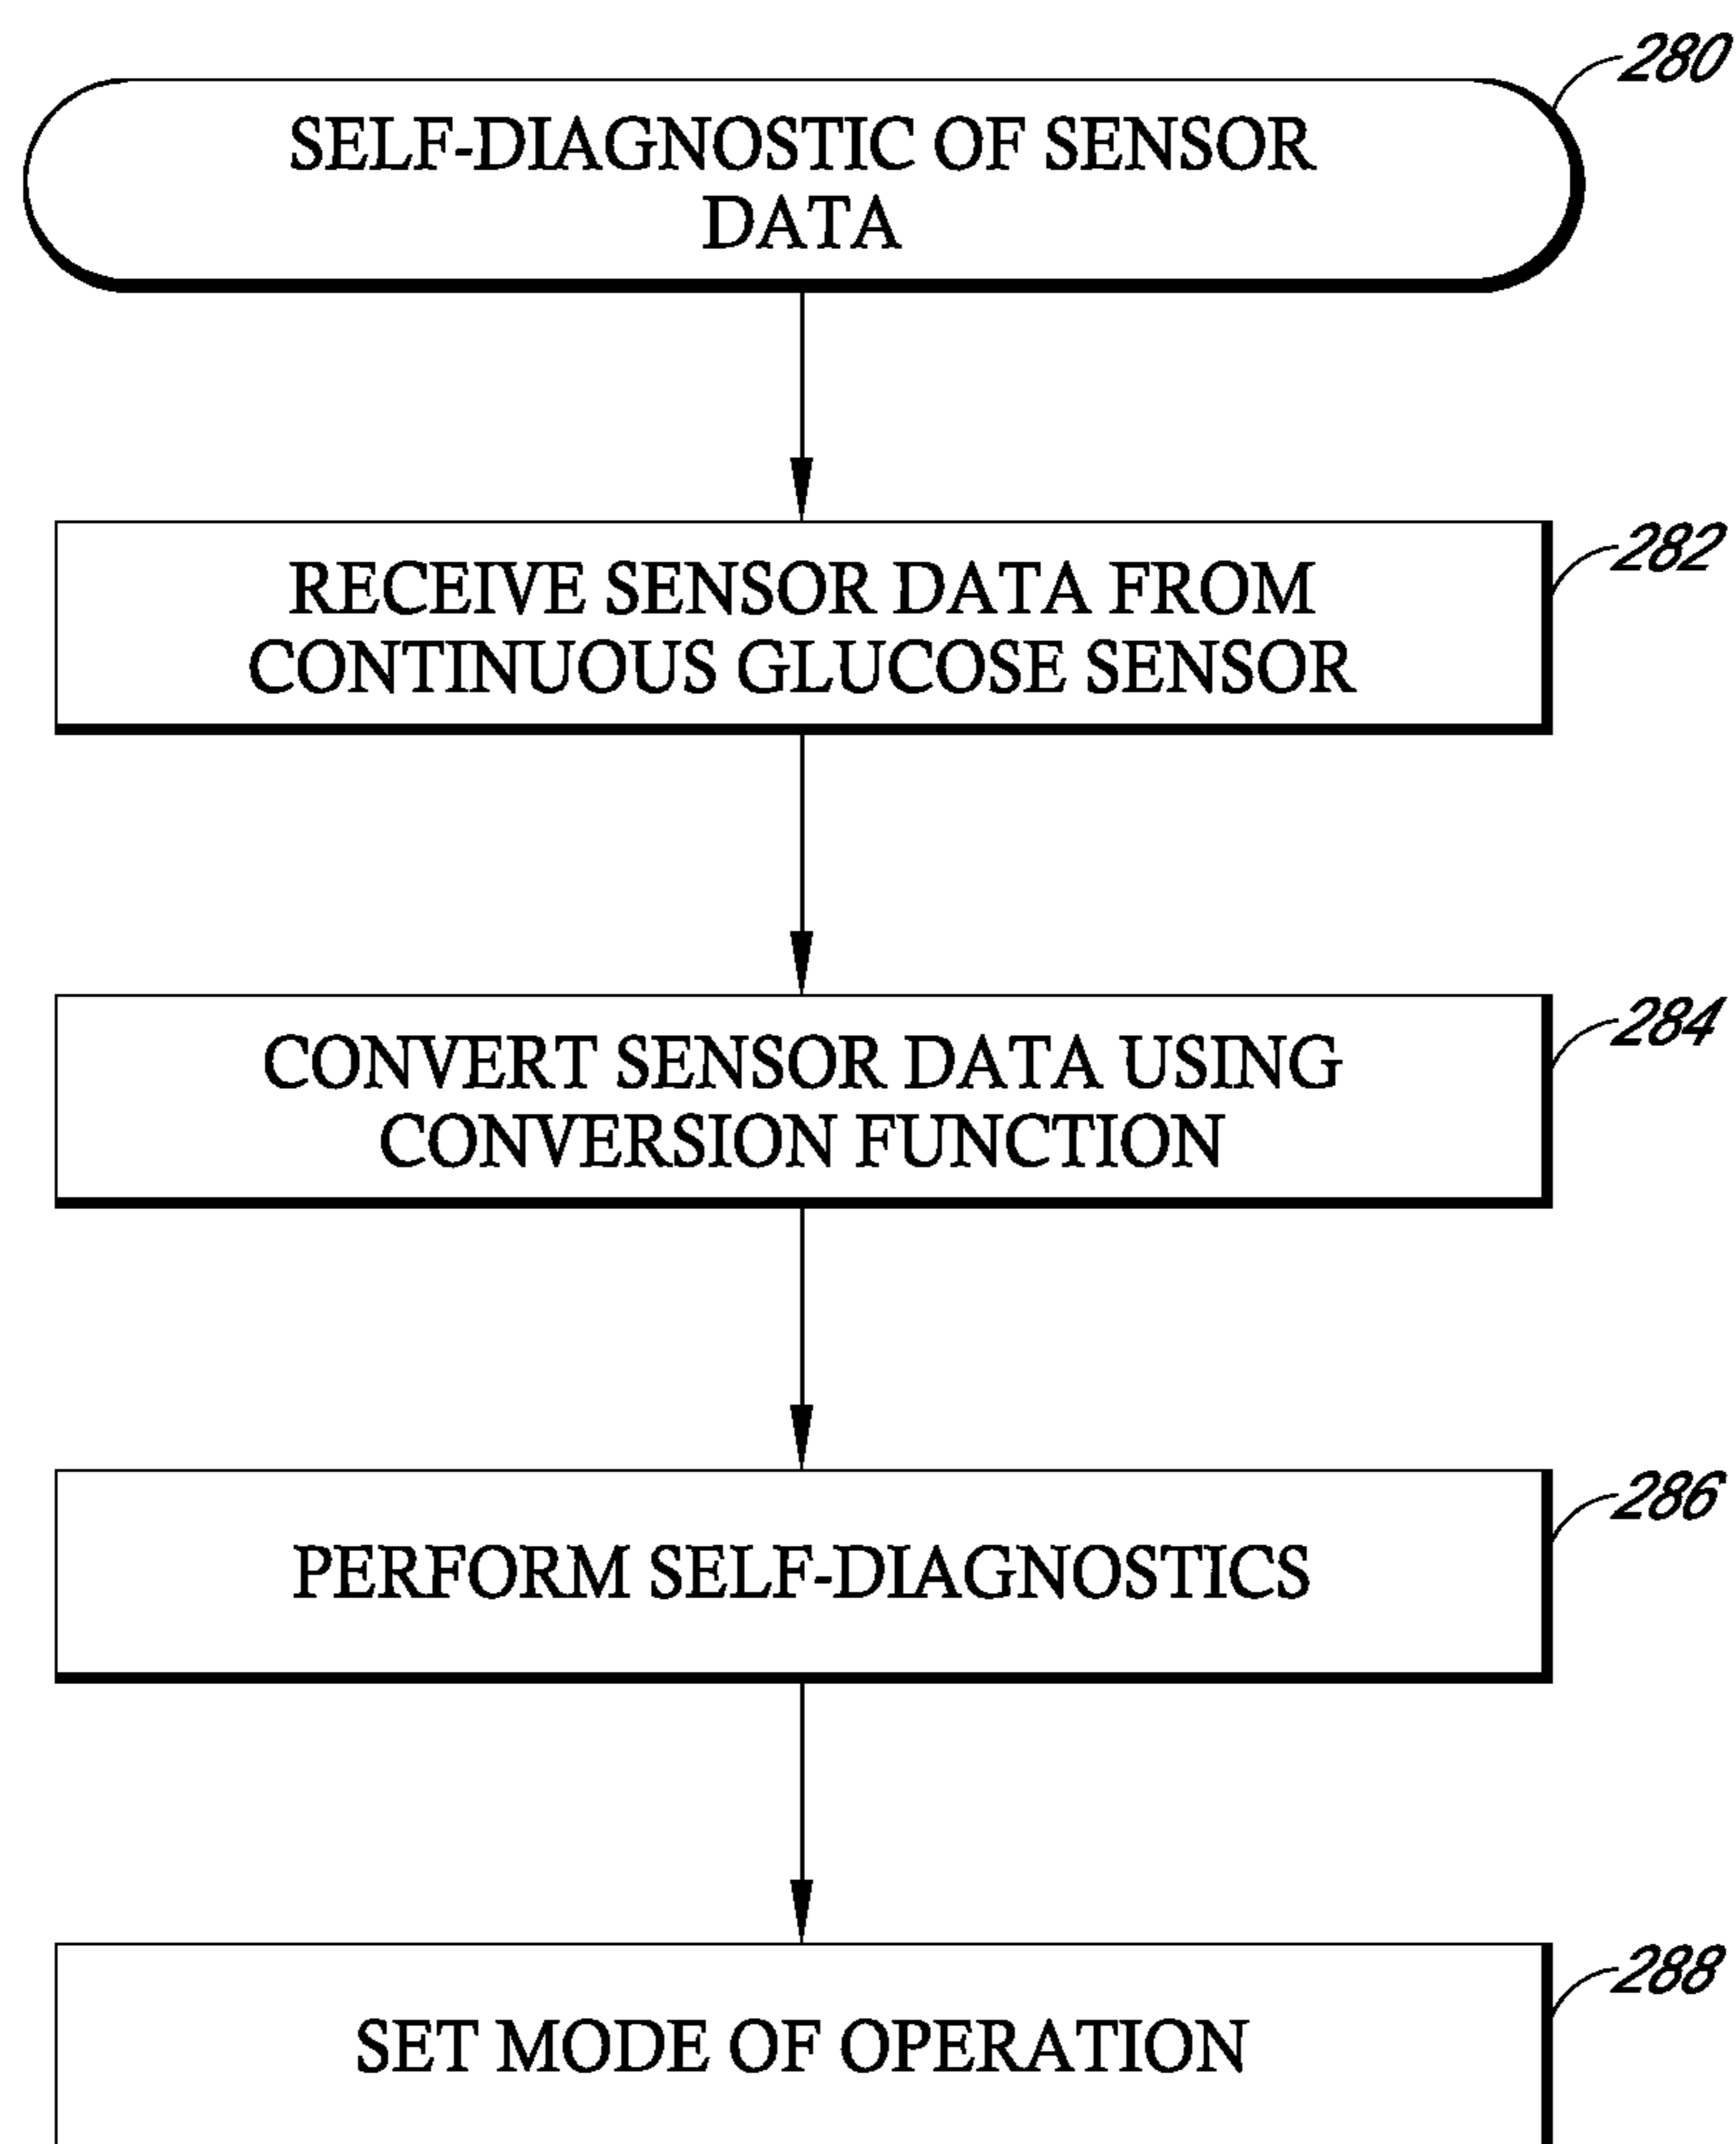 280
SELF-DIAGNOSTIC OF SENSOR
DATA
282
RECEIVE SENSOR DATA FROM
CONTINUOUS GLUCOSE SENSOR
284
CONVERT SENSOR DATA USING
CONVERSION FUNCTION
286
PERFORM SELF-DIAGNOSTICS
288
SET MODE OF OPERATION